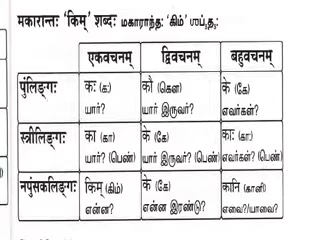 मकारान्तः 'किम्' शब्दः மகாராந்த: 'கிம்' ஶப்³த³:
एकवचनम् द्विवचनम् बहुवचनम्
पुंलिङ्गः कः (க:) कौ (கௌ) के (கே)
யார்? யார் இருவர்? எவர்கள்?
स्त्रीलिङ्गः का (கா) के (கே) काः (கா:)
யார்? (பெண்) யார் இருவர்? (பெண்) எவர்கள்? (பெண்)
नपुंसकलिङ्गः किम् (கிம்) के (கே) कानि (கானி)
என்ன? என்ன இரண்டு? எவை?/யாவை?